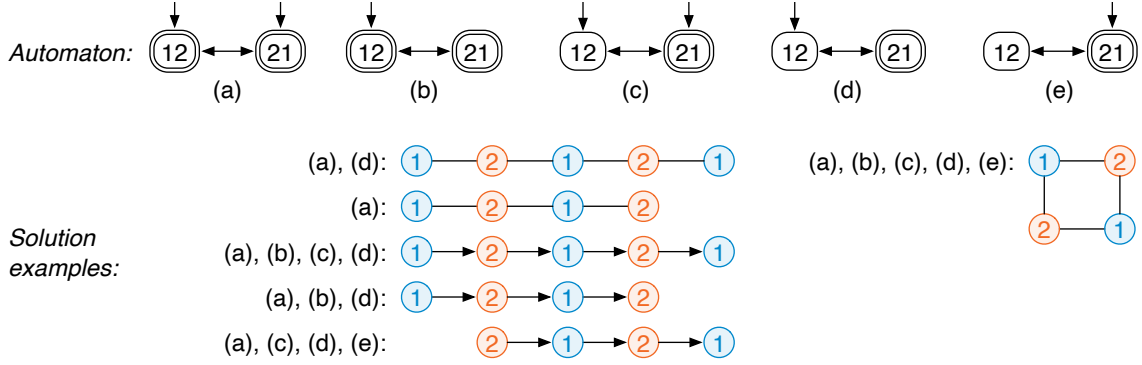 Automaton: 12 21 12 21 12 21 12 21 12 21
(a) (b) (c) (d) (e)
(a), (d): 1 2 1 2 1
(a), (b), (c), (d), (e): 1 2
2 1
(a): 1 2 1 2
Solution
examples:
(a), (b), (c), (d): 1 2 1 2 1
(a), (b), (d): 1 2 1 2
(a), (c), (d), (e): 2 1 2 1